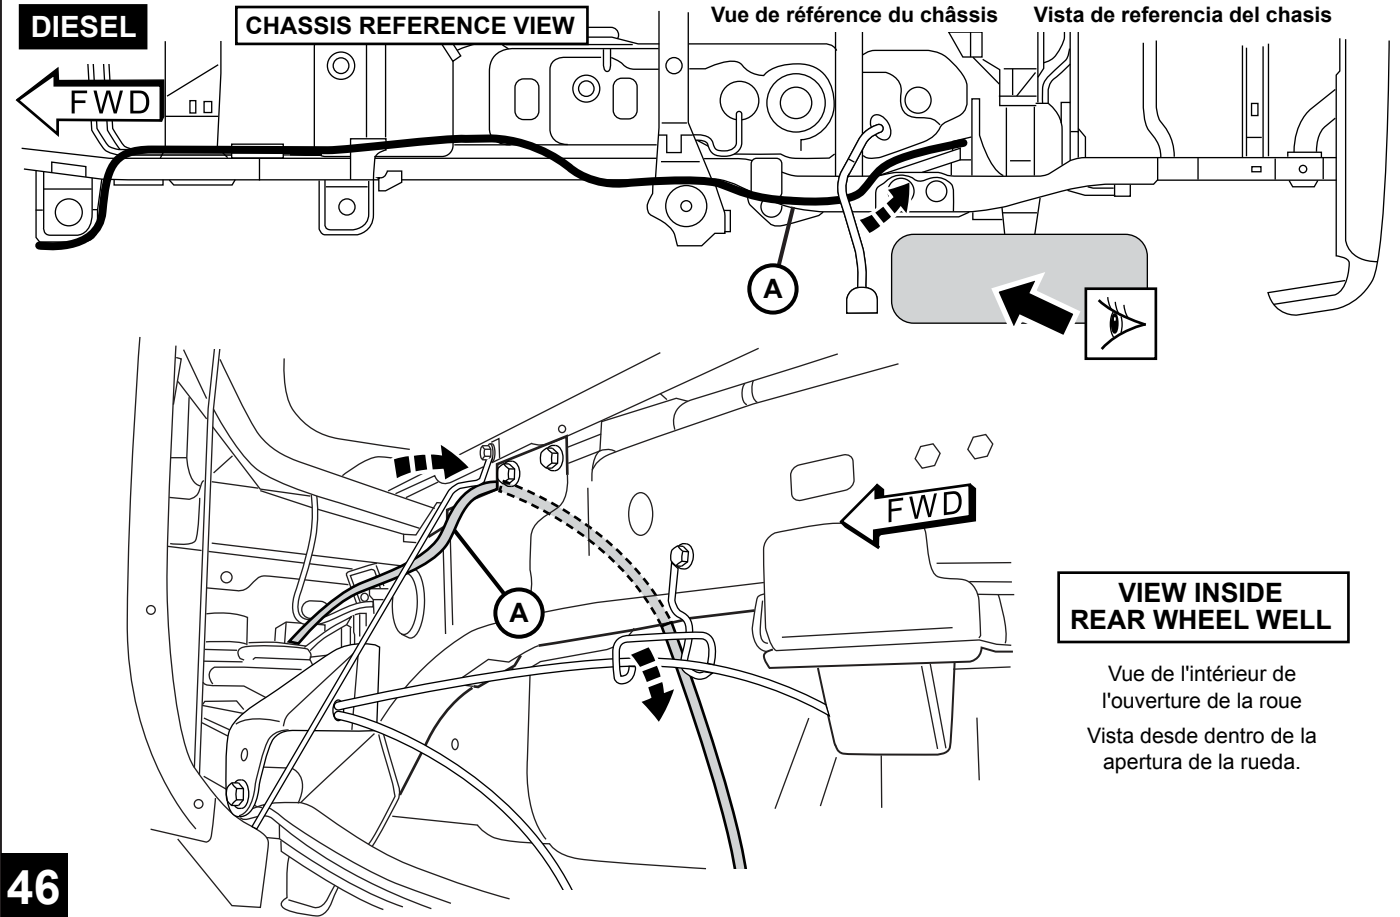 DIESEL
CHASSIS REFERENCE VIEW
Vue de référence du châssis
Vista de referencia del chasis
FWD
A
A
FWD
VIEW INSIDE
REAR WHEEL WELL
Vue de l'intérieur de
l'ouverture de la roue
Vista desde dentro de la
apertura de la rueda.
46